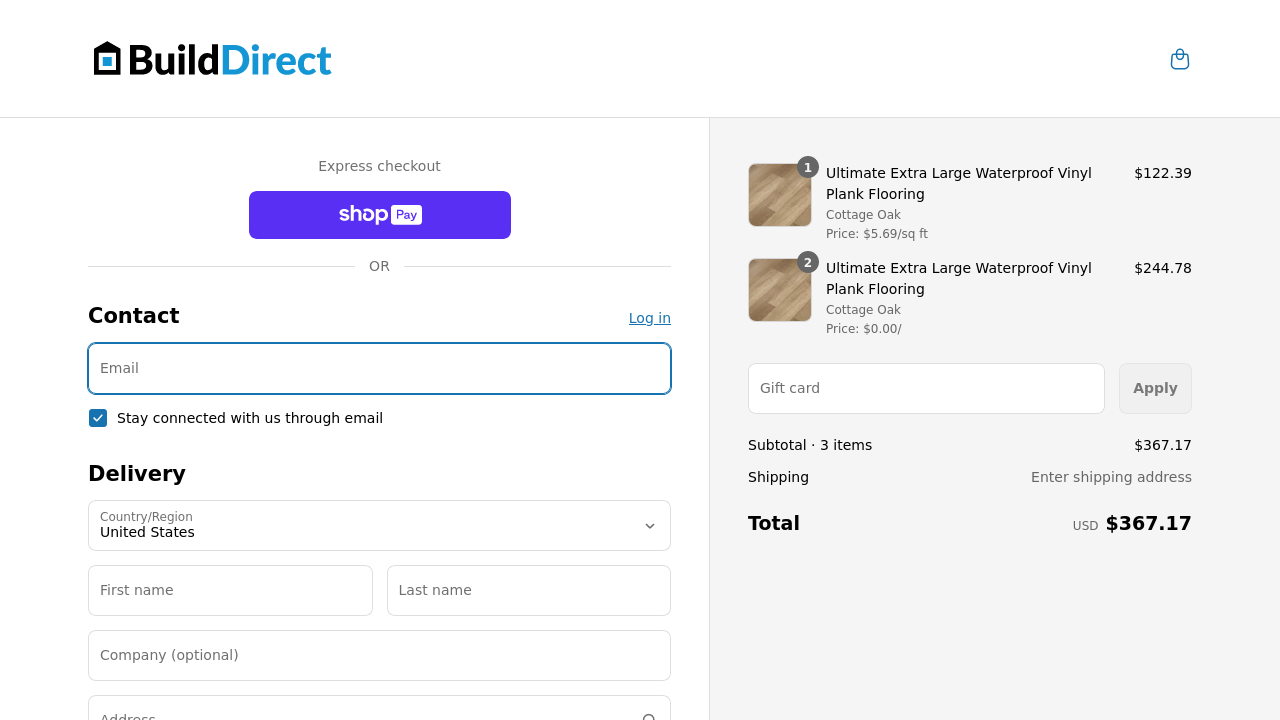 BuildDirect
Express checkout
shop Pay
OR
Contact
Log in
Email
Stay connected with us through email
Delivery
Country/Region
United States
First name
Last name
Company (optional)
Address
1
Ultimate Extra Large Waterproof Vinyl
Plank Flooring
$122.39
Cottage Oak
Price: $5.69/sq ft
2
Ultimate Extra Large Waterproof Vinyl
Plank Flooring
$244.78
Cottage Oak
Price: $0.00/
Gift card
Apply
Subtotal · 3 items
$367.17
Shipping
Enter shipping address
Total
USD $367.17